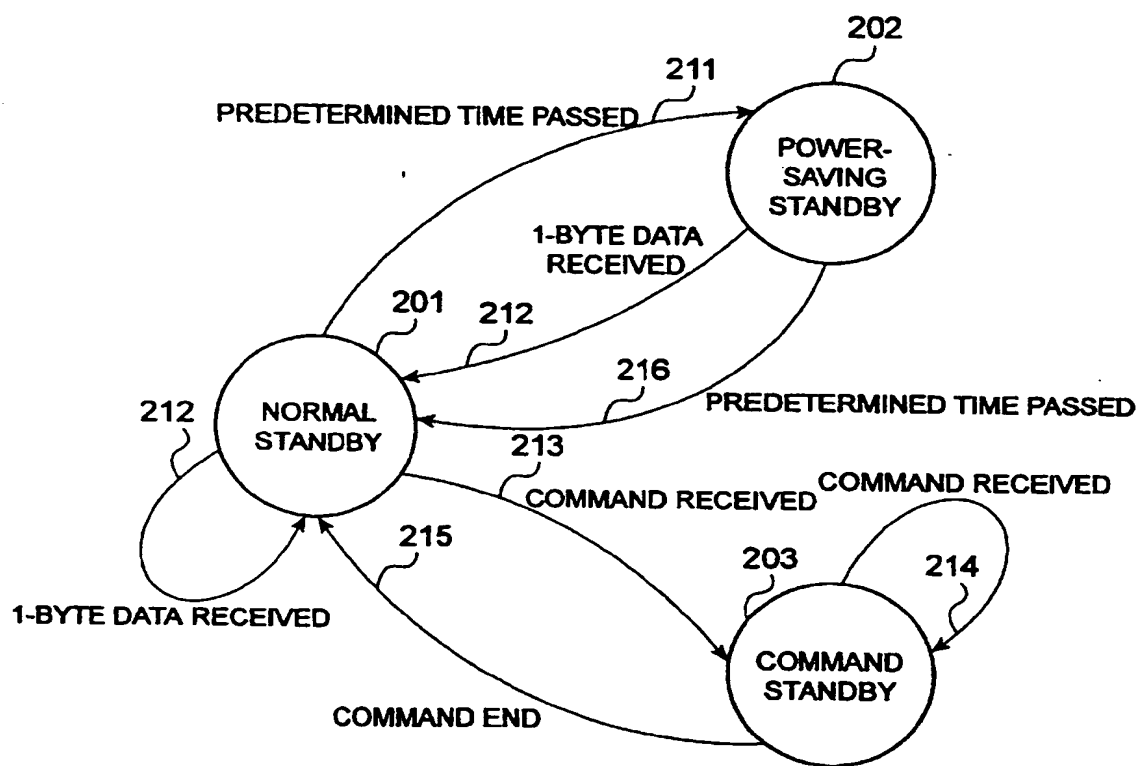 202
211
PREDETERMINED TIME PASSED
POWER-
SAVING
STANDBY
1-BYTE DATA
RECEIVED
201
212
216
PREDETERMINED TIME PASSED
212
NORMAL
STANDBY
213
COMMAND RECEIVED
COMMAND RECEIVED
215
203
214
1-BYTE DATA RECEIVED
COMMAND
STANDBY
COMMAND END